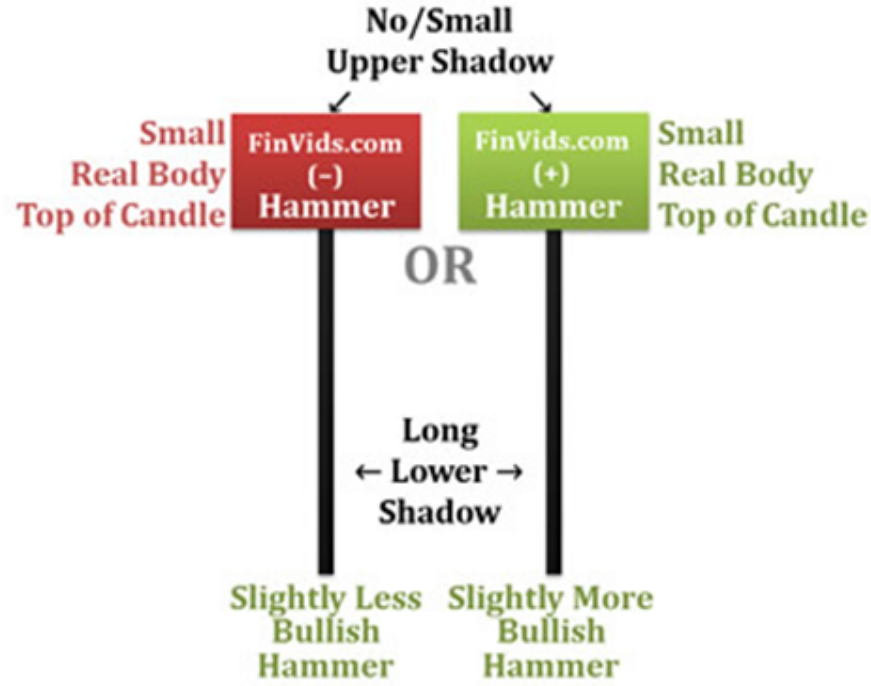 No/Small
Upper Shadow
Small
Real Body
Top of Candle
FinVids.com
(−)
Hammer
FinVids.com
(+)
Hammer
Small
Real Body
Top of Candle
OR
Long
← Lower →
Shadow
Slightly Less
Bullish
Hammer
Slightly More
Bullish
Hammer